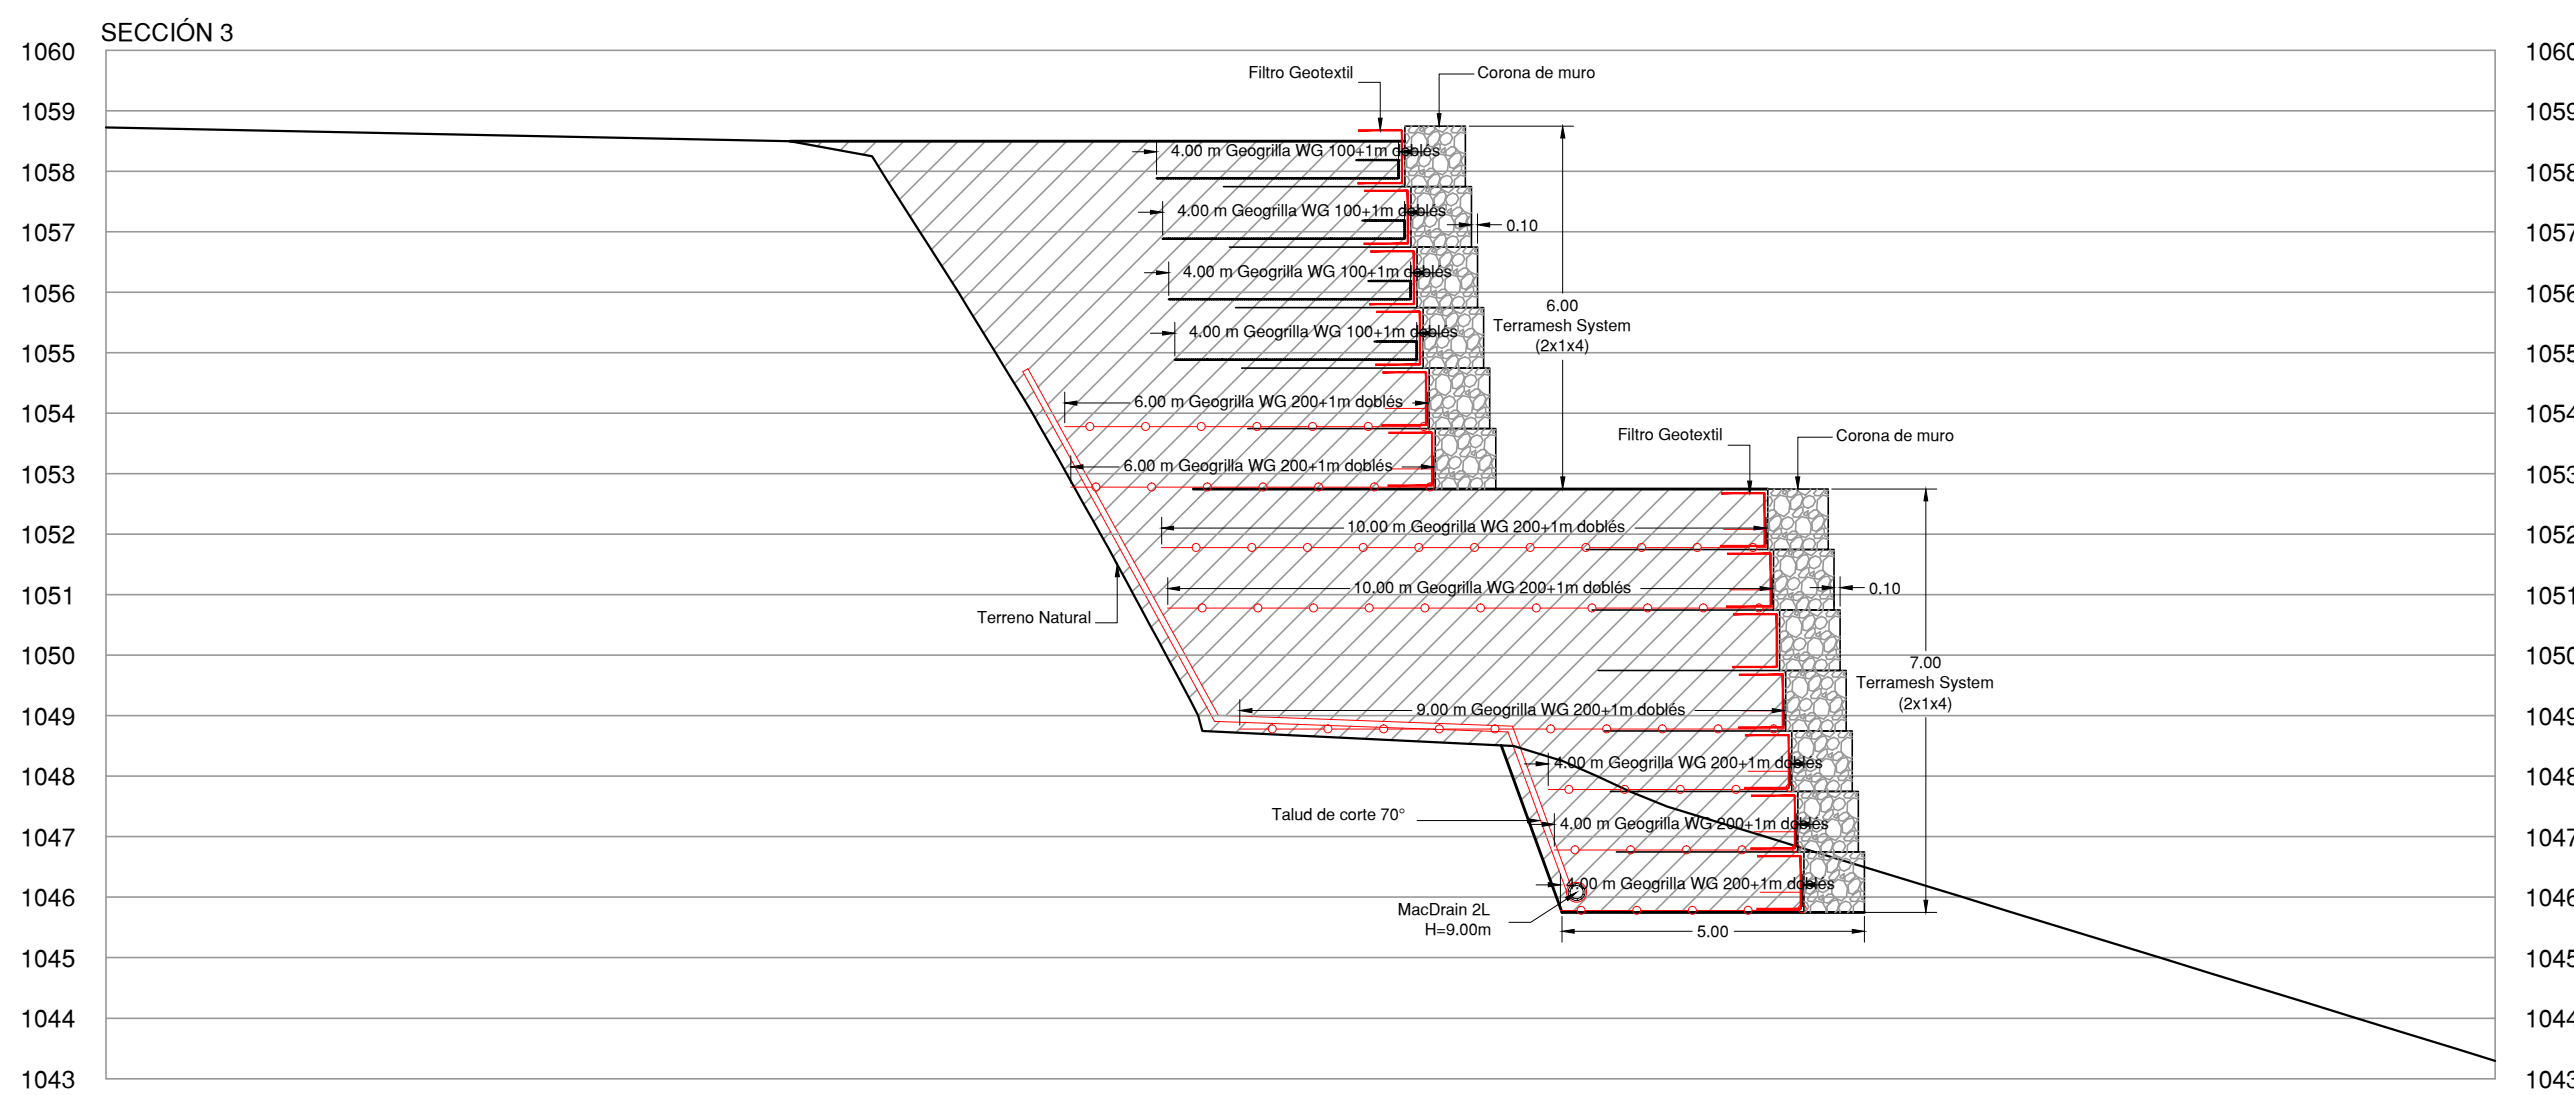 SECCIÓN 3
1060
1059
1058
1057
1056
1055
1054
1053
1052
1051
1050
1049
1048
1047
1046
1045
1044
1043
Filtro Geotextil
Corona de muro
4.00 m Geogrilla WG 100+1m doblés
4.00 m Geogrilla WG 100+1m doblés
0.10
4.00 m Geogrilla WG 100+1m doblés
6.00
Terramesh System
(2x1x4)
4.00 m Geogrilla WG 100+1m doblés
6.00 m Geogrilla WG 200+1m doblés
Filtro Geotextil
Corona de muro
6.00 m Geogrilla WG 200+1m doblés
10.00 m Geogrilla WG 200+1m doblés
10.00 m Geogrilla WG 200+1m doblés
0.10
Terreno Natural
7.00
Terramesh System
(2x1x4)
9.00 m Geogrilla WG 200+1m doblés
4.00 m Geogrilla WG 200+1m doblés
Talud de corte 70°
4.00 m Geogrilla WG 200+1m doblés
4.00 m Geogrilla WG 200+1m doblés
MacDrain 2L
H=9.00m
5.00
1060
1059
1058
1057
1056
1055
1054
1053
1052
1051
1050
1049
1048
1047
1046
1045
1044
1043